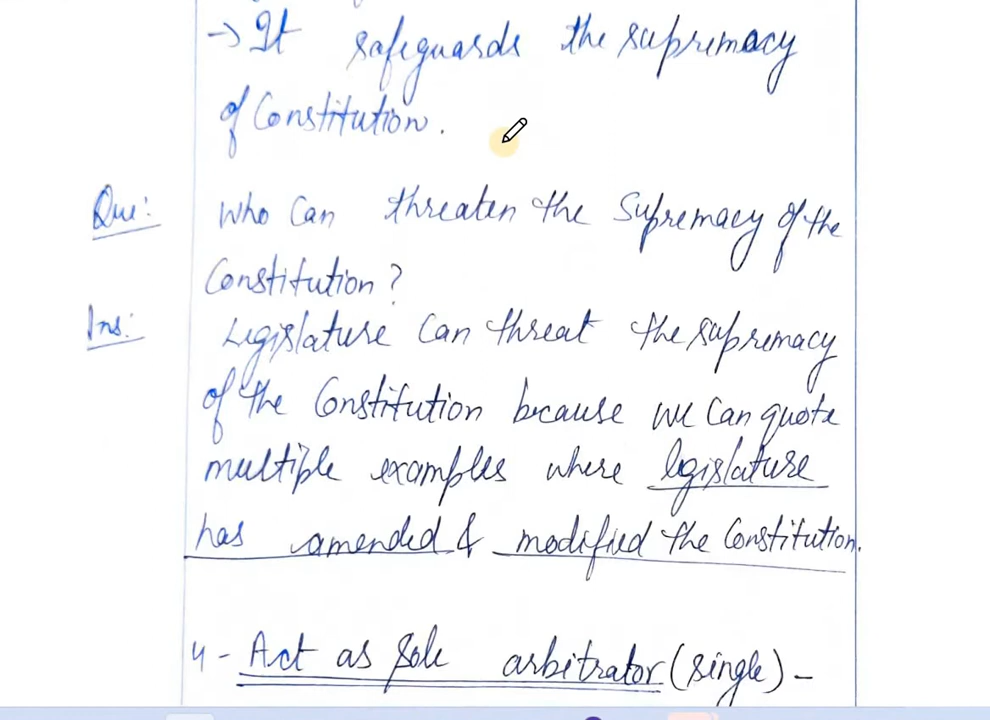 → It safeguards the supremacy
of Constitution.
Que: Who Can threaten the Supremacy of the
Constitution?
Ans: Legislature Can threat the supremacy
of the Constitution because we Can quote
multiple examples where legislature
has amended & modified the Constitution.
4 - Act as Sole arbitrator (single) -